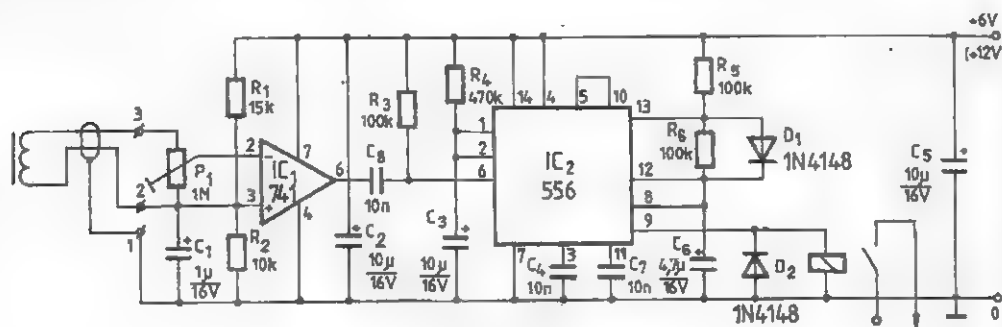 +6V
(+12V
R1
15k
R3
100k
R4
470k
14
4
5
10
13
R5
100k
R6
100k
D1
1N4148
C5
10µ
16V
3
2
1
P1
1N
C1
1µ
16V
R2
10k
2
3
7
4
6
IC1
741
C8
10n
C2
10µ
16V
C3
10µ
16V
1
2
6
IC2
556
12
8
9
7
3
11
C4
10n
C7
10n
C6
4,7µ
16V
D2
1N4148
0